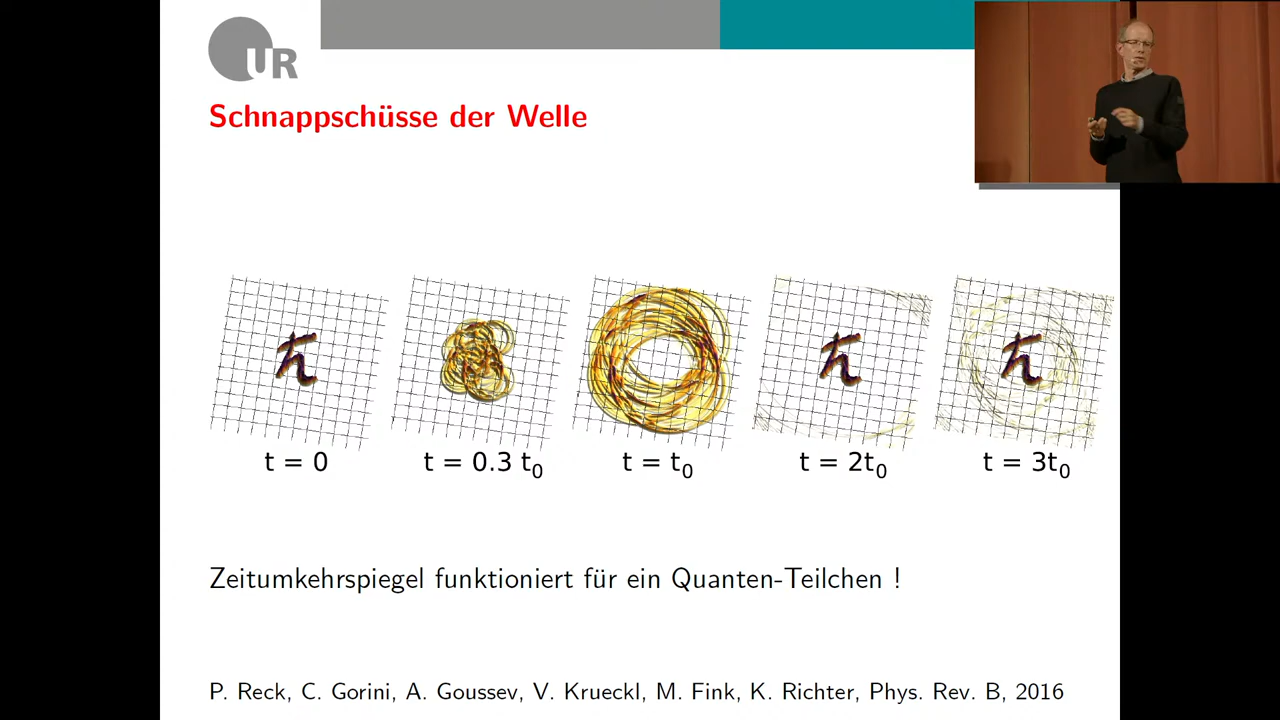 UR
Schnappschüsse der Welle
ℏ ℏ ℏ
t = 0 t = 0.3 t₀ t = t₀ t = 2t₀ t = 3t₀
Zeitumkehrspiegel funktioniert für ein Quanten-Teilchen !
P. Reck, C. Gorini, A. Goussev, V. Krueckl, M. Fink, K. Richter, Phys. Rev. B, 2016